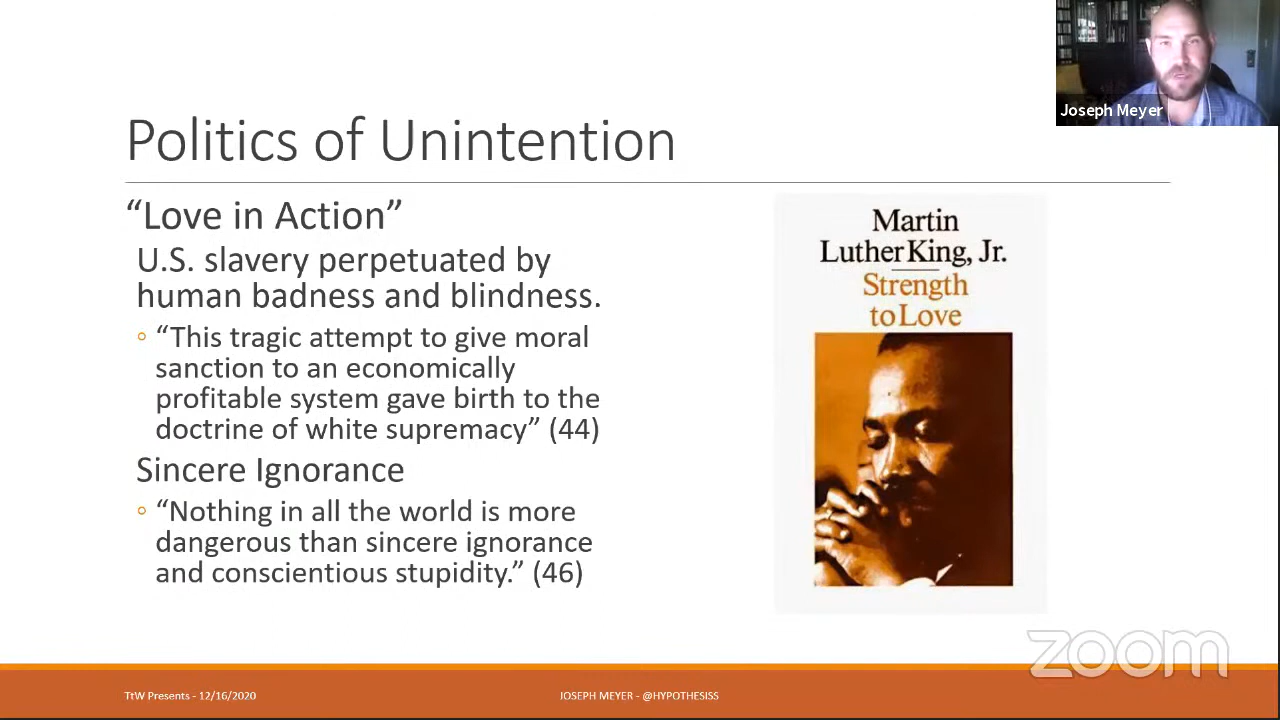 Joseph Meyer
Politics of Unintention
“Love in Action”
U.S. slavery perpetuated by
human badness and blindness.
“This tragic attempt to give moral
sanction to an economically
profitable system gave birth to the
doctrine of white supremacy” (44)
Sincere Ignorance
“Nothing in all the world is more
dangerous than sincere ignorance
and conscientious stupidity.” (46)
Martin
Luther King, Jr.
Strength
to Love
zoom
TtW Presents - 12/16/2020
JOSEPH MEYER - @HYPOTHESISS